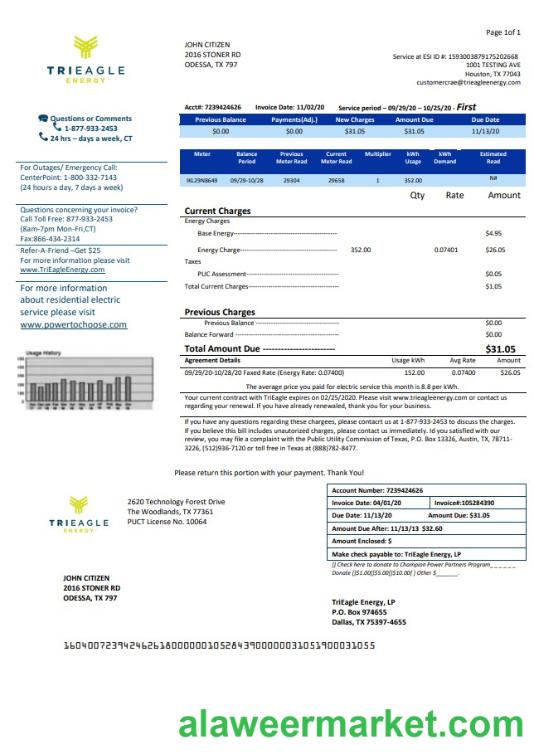 Page 1of 1
TRIEAGLE
ENERGY
JOHN CITIZEN
2016 STONER RD
ODESSA, TX 797
Service at ESI ID #: 1593003879175202668
1001 TESTING AVE
Houston, TX 77043
customercrae@trieagleenergy.com
Questions or Comments
1-877-933-2453
24 hrs – days a week, CT
Acct#: 7239424626 Invoice Date: 11/02/20 Service period – 09/29/20 – 10/25/20 - First
Previous Balance Payments(Adj.) New Charges Amount Due Due Date
$0.00 $0.00 $31.05 $31.05 11/13/20
Meter Balance Period Previous Meter Read Current Meter Read Multiplier kWh Usage kWh Demand Estimated Read
IKL29N8649 09/29-10/28 29304 29658 1 352.00 N#
For Outages/ Emergency Call:
CenterPoint: 1-800-332-7143
(24 hours a day, 7 days a week)
Questions concerning your invoice?
Call Toll Free: 877-933-2453
(8am-7pm Mon-Fri,CT)
Fax:866-434-2314
Refer-A-Friend –Get $25
For more information please visit
www.TriEagleEnergy.com
For more information
about residential electric
service please visit
www.powertochoose.com
Usage History
Qty Rate Amount
Current Charges
Energy Charges
Base Energy $4.95
Energy Charge 352.00 0.07401 $26.05
Taxes
PUC Assessment $0.05
Total Current Charges $1.05
Previous Charges
Previous Balance $0.00
Balance Forward $0.00
Total Amount Due $31.05
Agreement Details Usage kWh Avg Rate Amount
09/29/20-10/28/20 Faxed Rate (Energy Rate: 0.07400) 152.00 0.07400 $26.05
The average price you paid for electric service this month is 8.8 per kWh.
Your current contract with TriEagle expires on 02/25/2020. Please visit www.trieagleenergy.com or contact us
regarding your renewal. If you have already renewaled, thank you for your business.
If you have any questions regarding these charges, please contacrt us at 1-877-933-2453 to discuss the charges.
If you believe this bill includes unautorized charges, please contact us immediately. Id you satisfied with our
review, you may file a complaint with the Public Utility Commission of Texas, P.O. Box 13326, Austin, TX, 78711-
3226, (512)936-7120 or toll free in Texas at (888)782-8477.
Please return this portion with your payment. Thank You!
TRIEAGLE
ENERGY
2620 Technology Forest Drive
The Woodlands, TX 77361
PUCT License No. 10064
Account Number: 7239424626
Invoice Date: 04/01/20 Invoice#:105284390
Due Date: 11/13/20 Amount Due: $31.05
Amount Due After: 11/13/13 $32.60
Amount Enclosed: $
Make check payable to: TriEagle Energy, LP
[] Check here to donate to Champion Power Partners Program______
Donate []$1.00[]$5.00[]$10.00[ ] Other $______.
JOHN CITIZEN
2016 STONER RD
ODESSA, TX 797
TriEagle Energy, LP
P.O. Box 974655
Dallas, TX 75397-4655
160400723942462618000000010528439000000031051900031055
alaweermarket.com